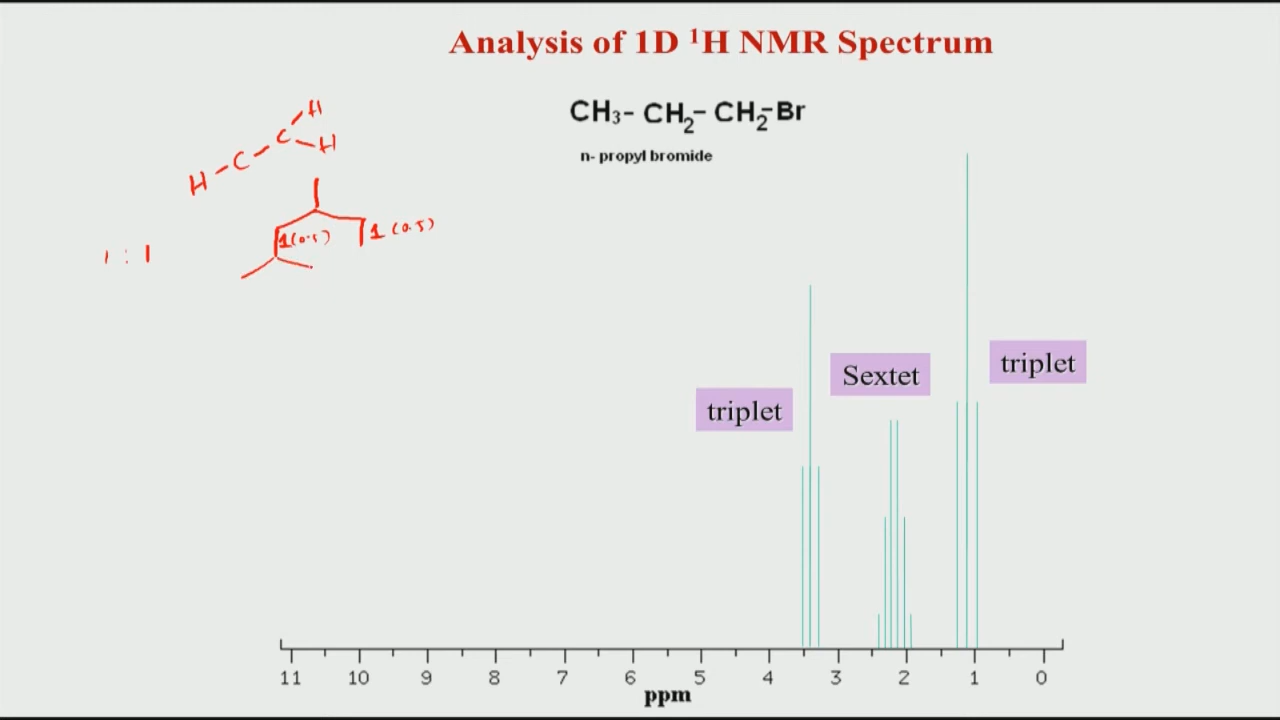 Analysis of 1D ¹H NMR Spectrum
CH₃- CH₂- CH₂-Br
n- propyl bromide
H
C
H
C
H
1(0.5)
1 (0.5)
1 : 1
triplet
Sextet
triplet
11 10 9 8 7 6 5 4 3 2 1 0
ppm